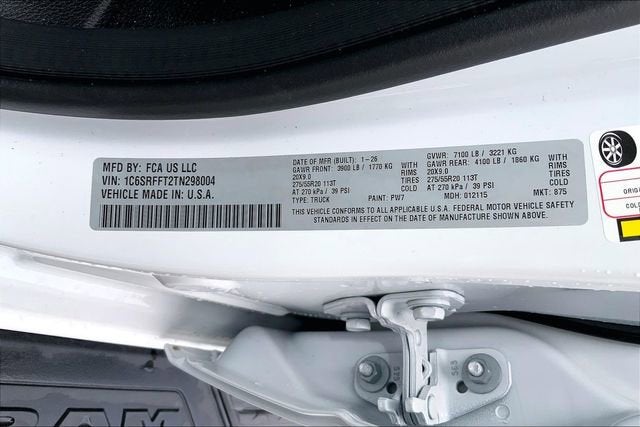 MFD BY: FCA US LLC
VIN: 1C6SRFFT2TN298004
VEHICLE MADE IN: U.S.A.
DATE OF MFR (BUILT): 1-26
GAWR FRONT: 3900 LB / 1770 KG
WITH
20X9.0
RIMS
275/55R20 113T
TIRES
AT 270 kPa / 39 PSI
COLD
TYPE: TRUCK
PAINT: PW7
GVWR: 7100 LB / 3221 KG
GAWR REAR: 4100 LB / 1860 KG
WITH
20X9.0
RIMS
275/55R20 113T
TIRES
AT 270 kPa / 39 PSI
COLD
MDH: 012115
MKT: 875
THIS VEHICLE CONFORMS TO ALL APPLICABLE U.S.A. FEDERAL MOTOR VEHICLE SAFETY
STANDARDS IN EFFECT ON THE DATE OF MANUFACTURE SHOWN ABOVE.
ORIG
COLD
RAM
565